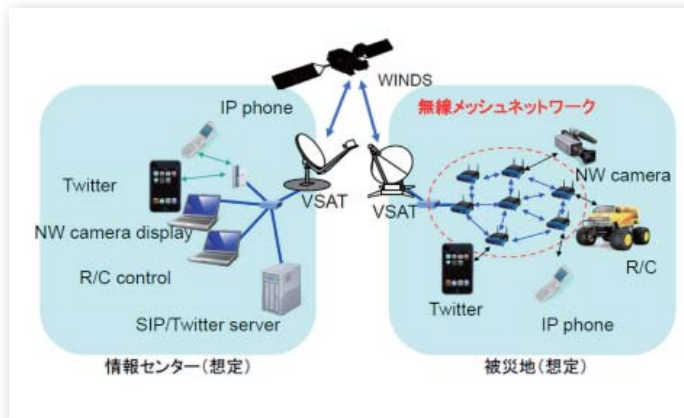 WINDS
IP phone
Twitter
VSAT
NW camera display
R/C control
SIP/Twitter server
情報センター(想定)
無線メッシュネットワーク
NW camera
VSAT
R/C
Twitter
IP phone
被災地(想定)